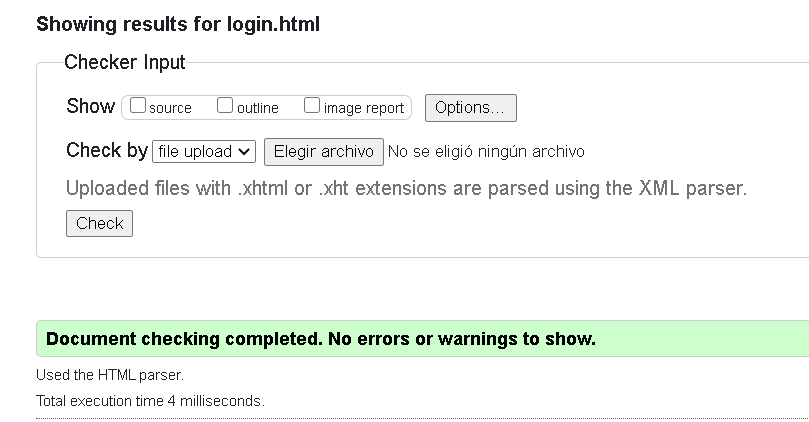 Showing results for login.html
Checker Input
Show source outline image report Options...
Check by file upload Elegir archivo No se eligió ningún archivo
Uploaded files with .xhtml or .xht extensions are parsed using the XML parser.
Check
Document checking completed. No errors or warnings to show.
Used the HTML parser.
Total execution time 4 milliseconds.